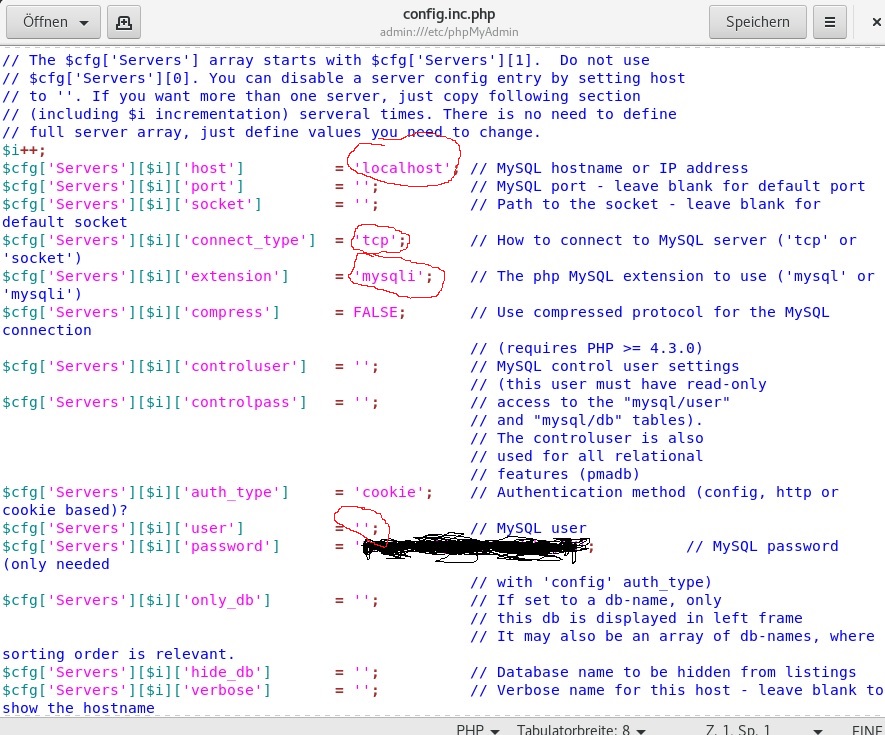 Öffnen
config.inc.php
admin:///etc/phpMyAdmin
Speichern
// The $cfg['Servers'] array starts with $cfg['Servers'][1].  Do not use
// $cfg['Servers'][0]. You can disable a server config entry by setting host
// to ''. If you want more than one server, just copy following section
// (including $i incrementation) serveral times. There is no need to define
// full server array, just define values you need to change.
$i++;
$cfg['Servers'][$i]['host']          = 'localhost'; // MySQL hostname or IP address
$cfg['Servers'][$i]['port']          = '';          // MySQL port - leave blank for default port
$cfg['Servers'][$i]['socket']        = '';          // Path to the socket - leave blank for
default socket
$cfg['Servers'][$i]['connect_type']  = 'tcp';       // How to connect to MySQL server ('tcp' or
'socket')
$cfg['Servers'][$i]['extension']     = 'mysqli';    // The php MySQL extension to use ('mysql' or
'mysqli')
$cfg['Servers'][$i]['compress']      = FALSE;       // Use compressed protocol for the MySQL
connection
                                                    // (requires PHP >= 4.3.0)
$cfg['Servers'][$i]['controluser']   = '';          // MySQL control user settings
                                                    // (this user must have read-only
$cfg['Servers'][$i]['controlpass']   = '';          // access to the "mysql/user"
                                                    // and "mysql/db" tables).
                                                    // The controluser is also
                                                    // used for all relational
                                                    // features (pmadb)
$cfg['Servers'][$i]['auth_type']     = 'cookie';    // Authentication method (config, http or
cookie based)?
$cfg['Servers'][$i]['user']          = '';          // MySQL user
$cfg['Servers'][$i]['password']      = ';          // MySQL password
(only needed
                                                    // with 'config' auth_type)
$cfg['Servers'][$i]['only_db']       = '';          // If set to a db-name, only
                                                    // this db is displayed in left frame
                                                    // It may also be an array of db-names, where
sorting order is relevant.
$cfg['Servers'][$i]['hide_db']       = '';          // Database name to be hidden from listings
$cfg['Servers'][$i]['verbose']       = '';          // Verbose name for this host - leave blank to
show the hostname
PHP
Tabulatorbreite: 8
Z. 1, Sp. 1
EINF